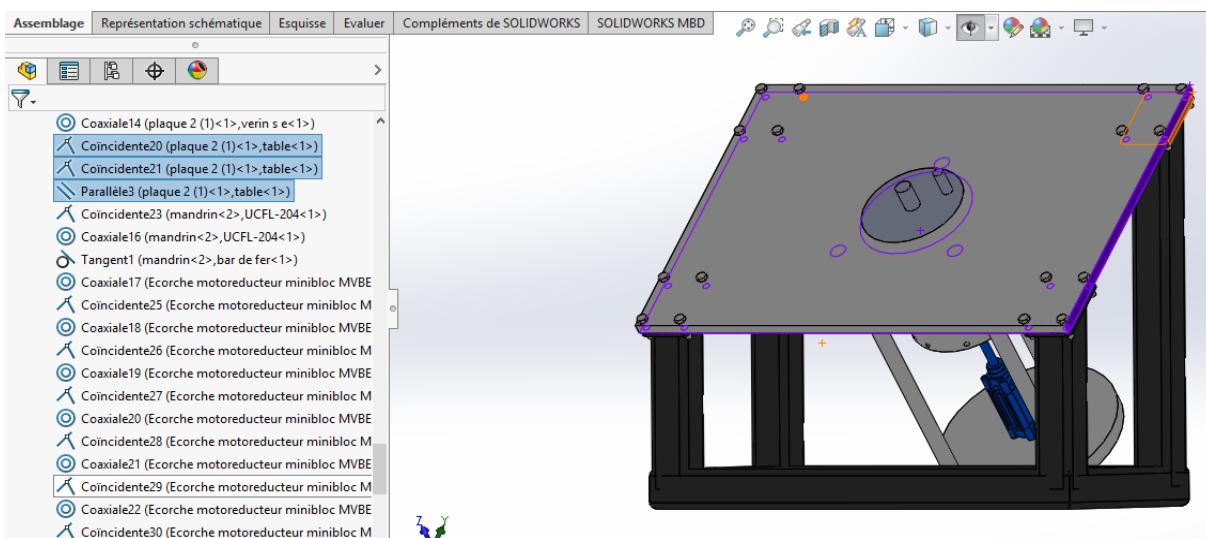 Assemblage Représentation schématique Esquisse Evaluer Compléments de SOLIDWORKS SOLIDWORKS MBD
Coaxiale14 (plaque 2 (1)<1>,verin s e<1>)
Coïncidente20 (plaque 2 (1)<1>,table<1>)
Coïncidente21 (plaque 2 (1)<1>,table<1>)
Parallèle3 (plaque 2 (1)<1>,table<1>)
Coïncidente23 (mandrin<2>,UCFL-204<1>)
Coaxiale16 (mandrin<2>,UCFL-204<1>)
Tangent1 (mandrin<2>,bar de fer<1>)
Coaxiale17 (Ecorche motoreducteur minibloc MVBE
Coïncidente25 (Ecorche motoreducteur minibloc M
Coaxiale18 (Ecorche motoreducteur minibloc MVBE
Coïncidente26 (Ecorche motoreducteur minibloc M
Coaxiale19 (Ecorche motoreducteur minibloc MVBE
Coïncidente27 (Ecorche motoreducteur minibloc M
Coaxiale20 (Ecorche motoreducteur minibloc MVBE
Coïncidente28 (Ecorche motoreducteur minibloc M
Coaxiale21 (Ecorche motoreducteur minibloc MVBE
Coïncidente29 (Ecorche motoreducteur minibloc M
Coaxiale22 (Ecorche motoreducteur minibloc MVBE
Coïncidente30 (Ecorche motoreducteur minibloc M
Z Y